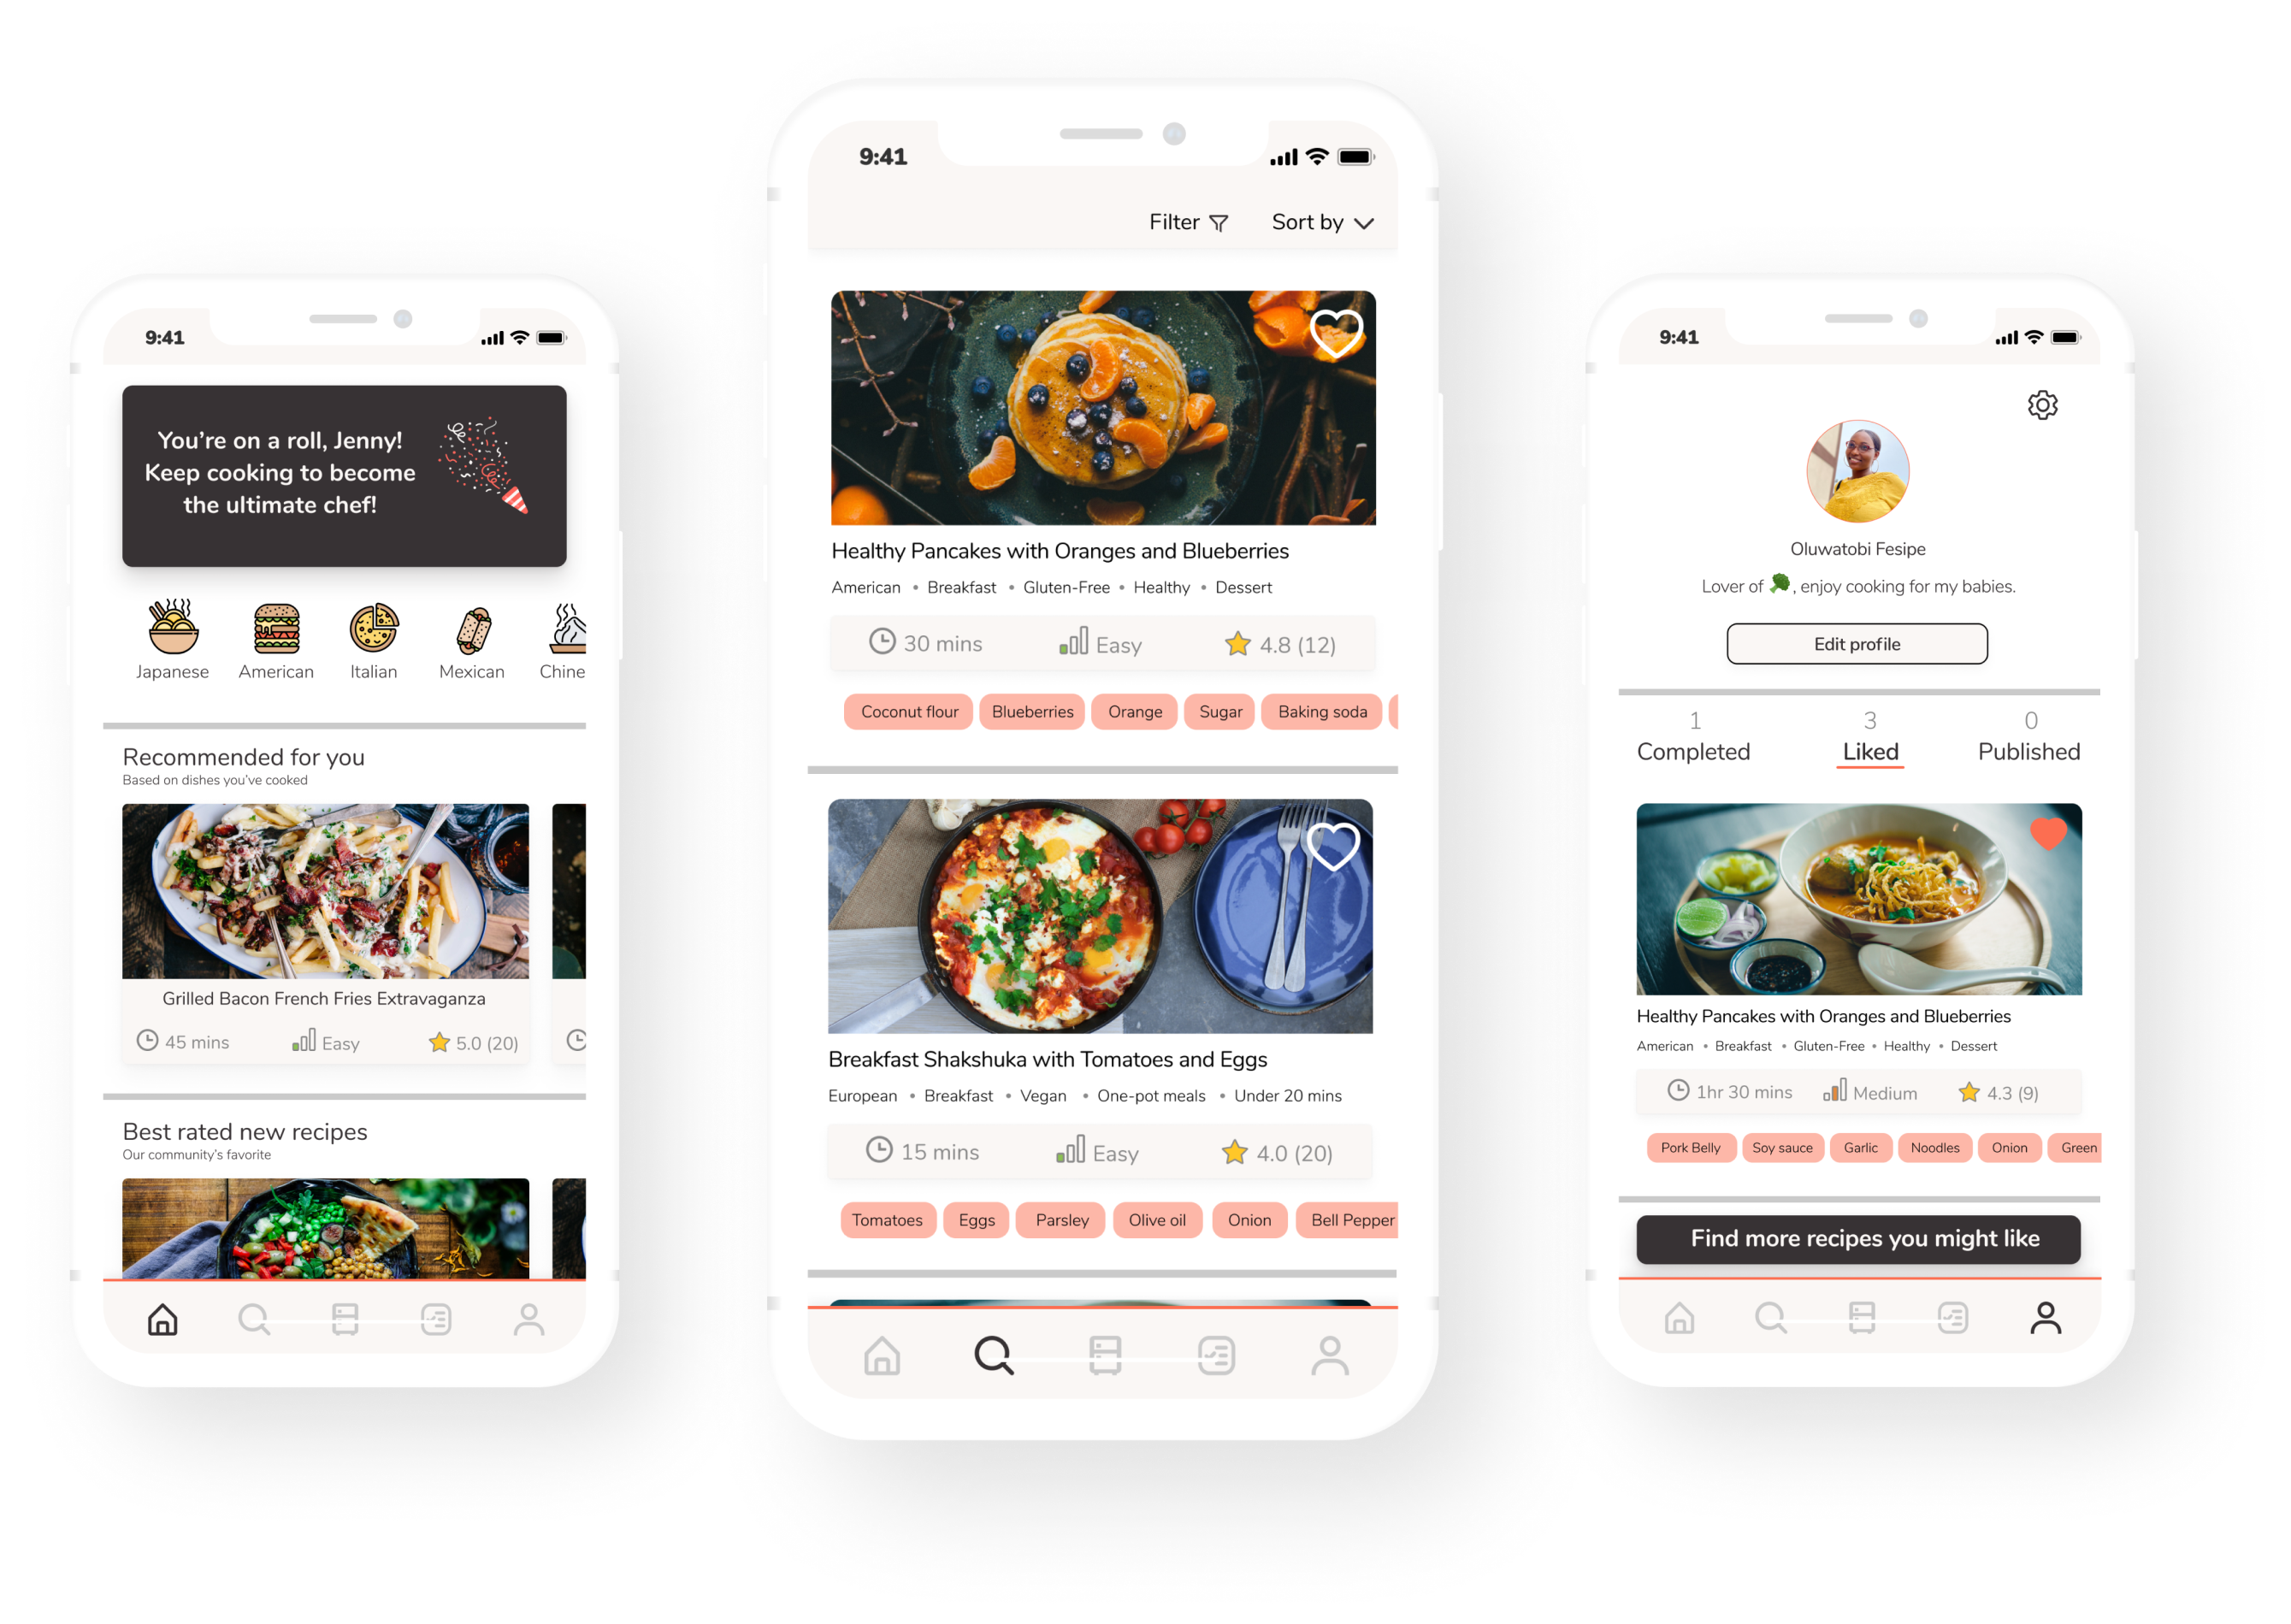 9:41
You’re on a roll, Jenny!
Keep cooking to become
the ultimate chef!
Japanese
American
Italian
Mexican
Chine
Recommended for you
Based on dishes you’ve cooked
Grilled Bacon French Fries Extravaganza
45 mins
Easy
5.0 (20)
Best rated new recipes
Our community’s favorite
9:41
Filter
Sort by
Healthy Pancakes with Oranges and Blueberries
American • Breakfast • Gluten-Free • Healthy • Dessert
30 mins
Easy
4.8 (12)
Coconut flour
Blueberries
Orange
Sugar
Baking soda
Breakfast Shakshuka with Tomatoes and Eggs
European • Breakfast • Vegan • One-pot meals • Under 20 mins
15 mins
Easy
4.0 (20)
Tomatoes
Eggs
Parsley
Olive oil
Onion
Bell Pepper
9:41
Oluwatobi Fesipe
Lover of 🥦, enjoy cooking for my babies.
Edit profile
1
Completed
3
Liked
0
Published
Healthy Pancakes with Oranges and Blueberries
American • Breakfast • Gluten-Free • Healthy • Dessert
1hr 30 mins
Medium
4.3 (9)
Pork Belly
Soy sauce
Garlic
Noodles
Onion
Green
Find more recipes you might like